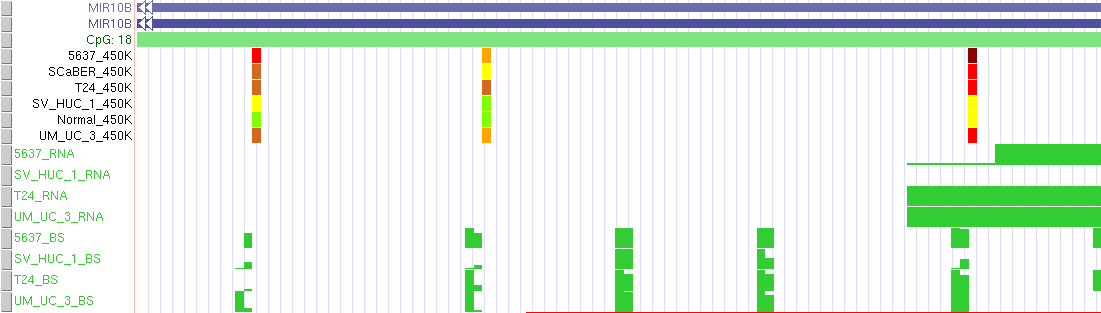 MIR10B
MIR10B
CpG: 18
5637_450K
SCaBER_450K
T24_450K
SV_HUC_1_450K
Normal_450K
UM_UC_3_450K
5637_RNA
SV_HUC_1_RNA
T24_RNA
UM_UC_3_RNA
5637_BS
SV_HUC_1_BS
T24_BS
UM_UC_3_BS